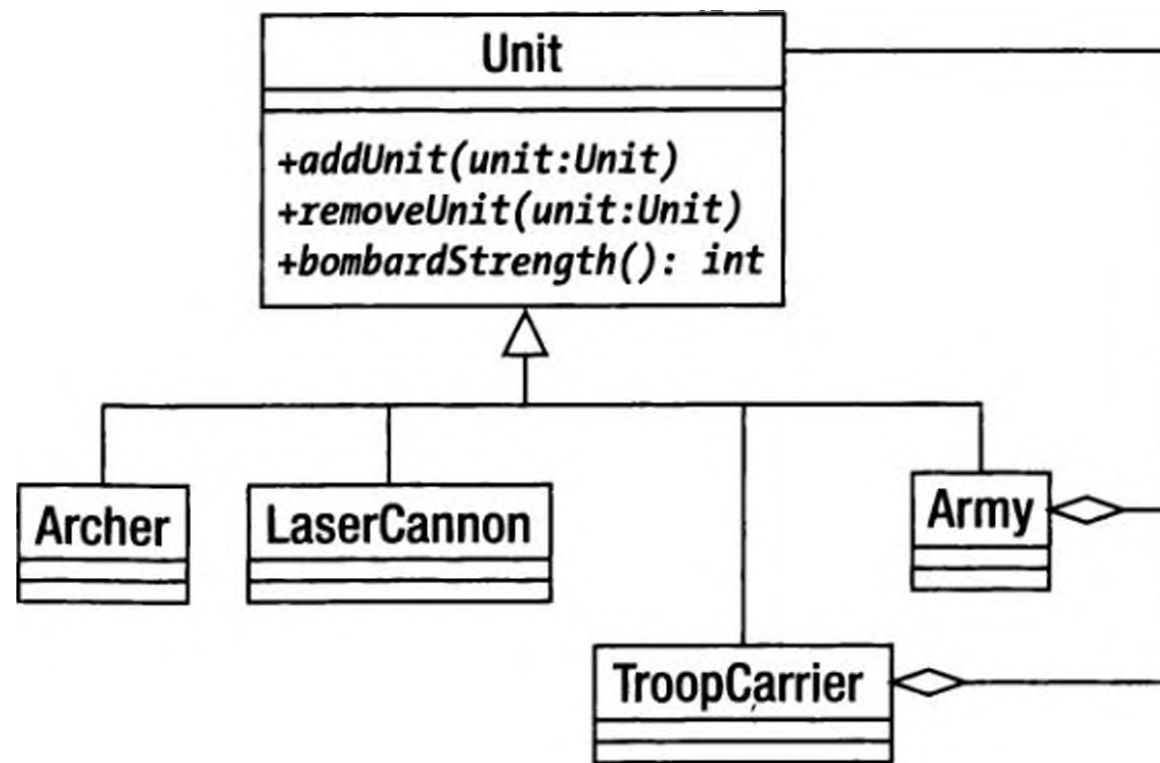 Unit
+addUnit(unit:Unit)
+removeUnit(unit:Unit)
+bombardStrength(): int
Archer
LaserCannon
Army
TroopCarrier